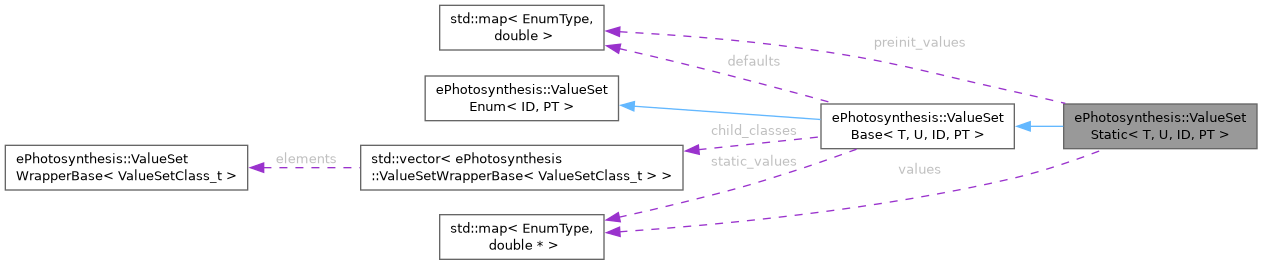 std::map< EnumType,
double >
preinit_values
defaults
ePhotosynthesis::ValueSet
Enum< ID, PT >
ePhotosynthesis::ValueSet
Base< T, U, ID, PT >
ePhotosynthesis::ValueSet
Static< T, U, ID, PT >
child_classes
ePhotosynthesis::ValueSet
WrapperBase< ValueSetClass_t >
elements
std::vector< ePhotosynthesis
::ValueSetWrapperBase< ValueSetClass_t > >
static_values
values
std::map< EnumType,
double * >